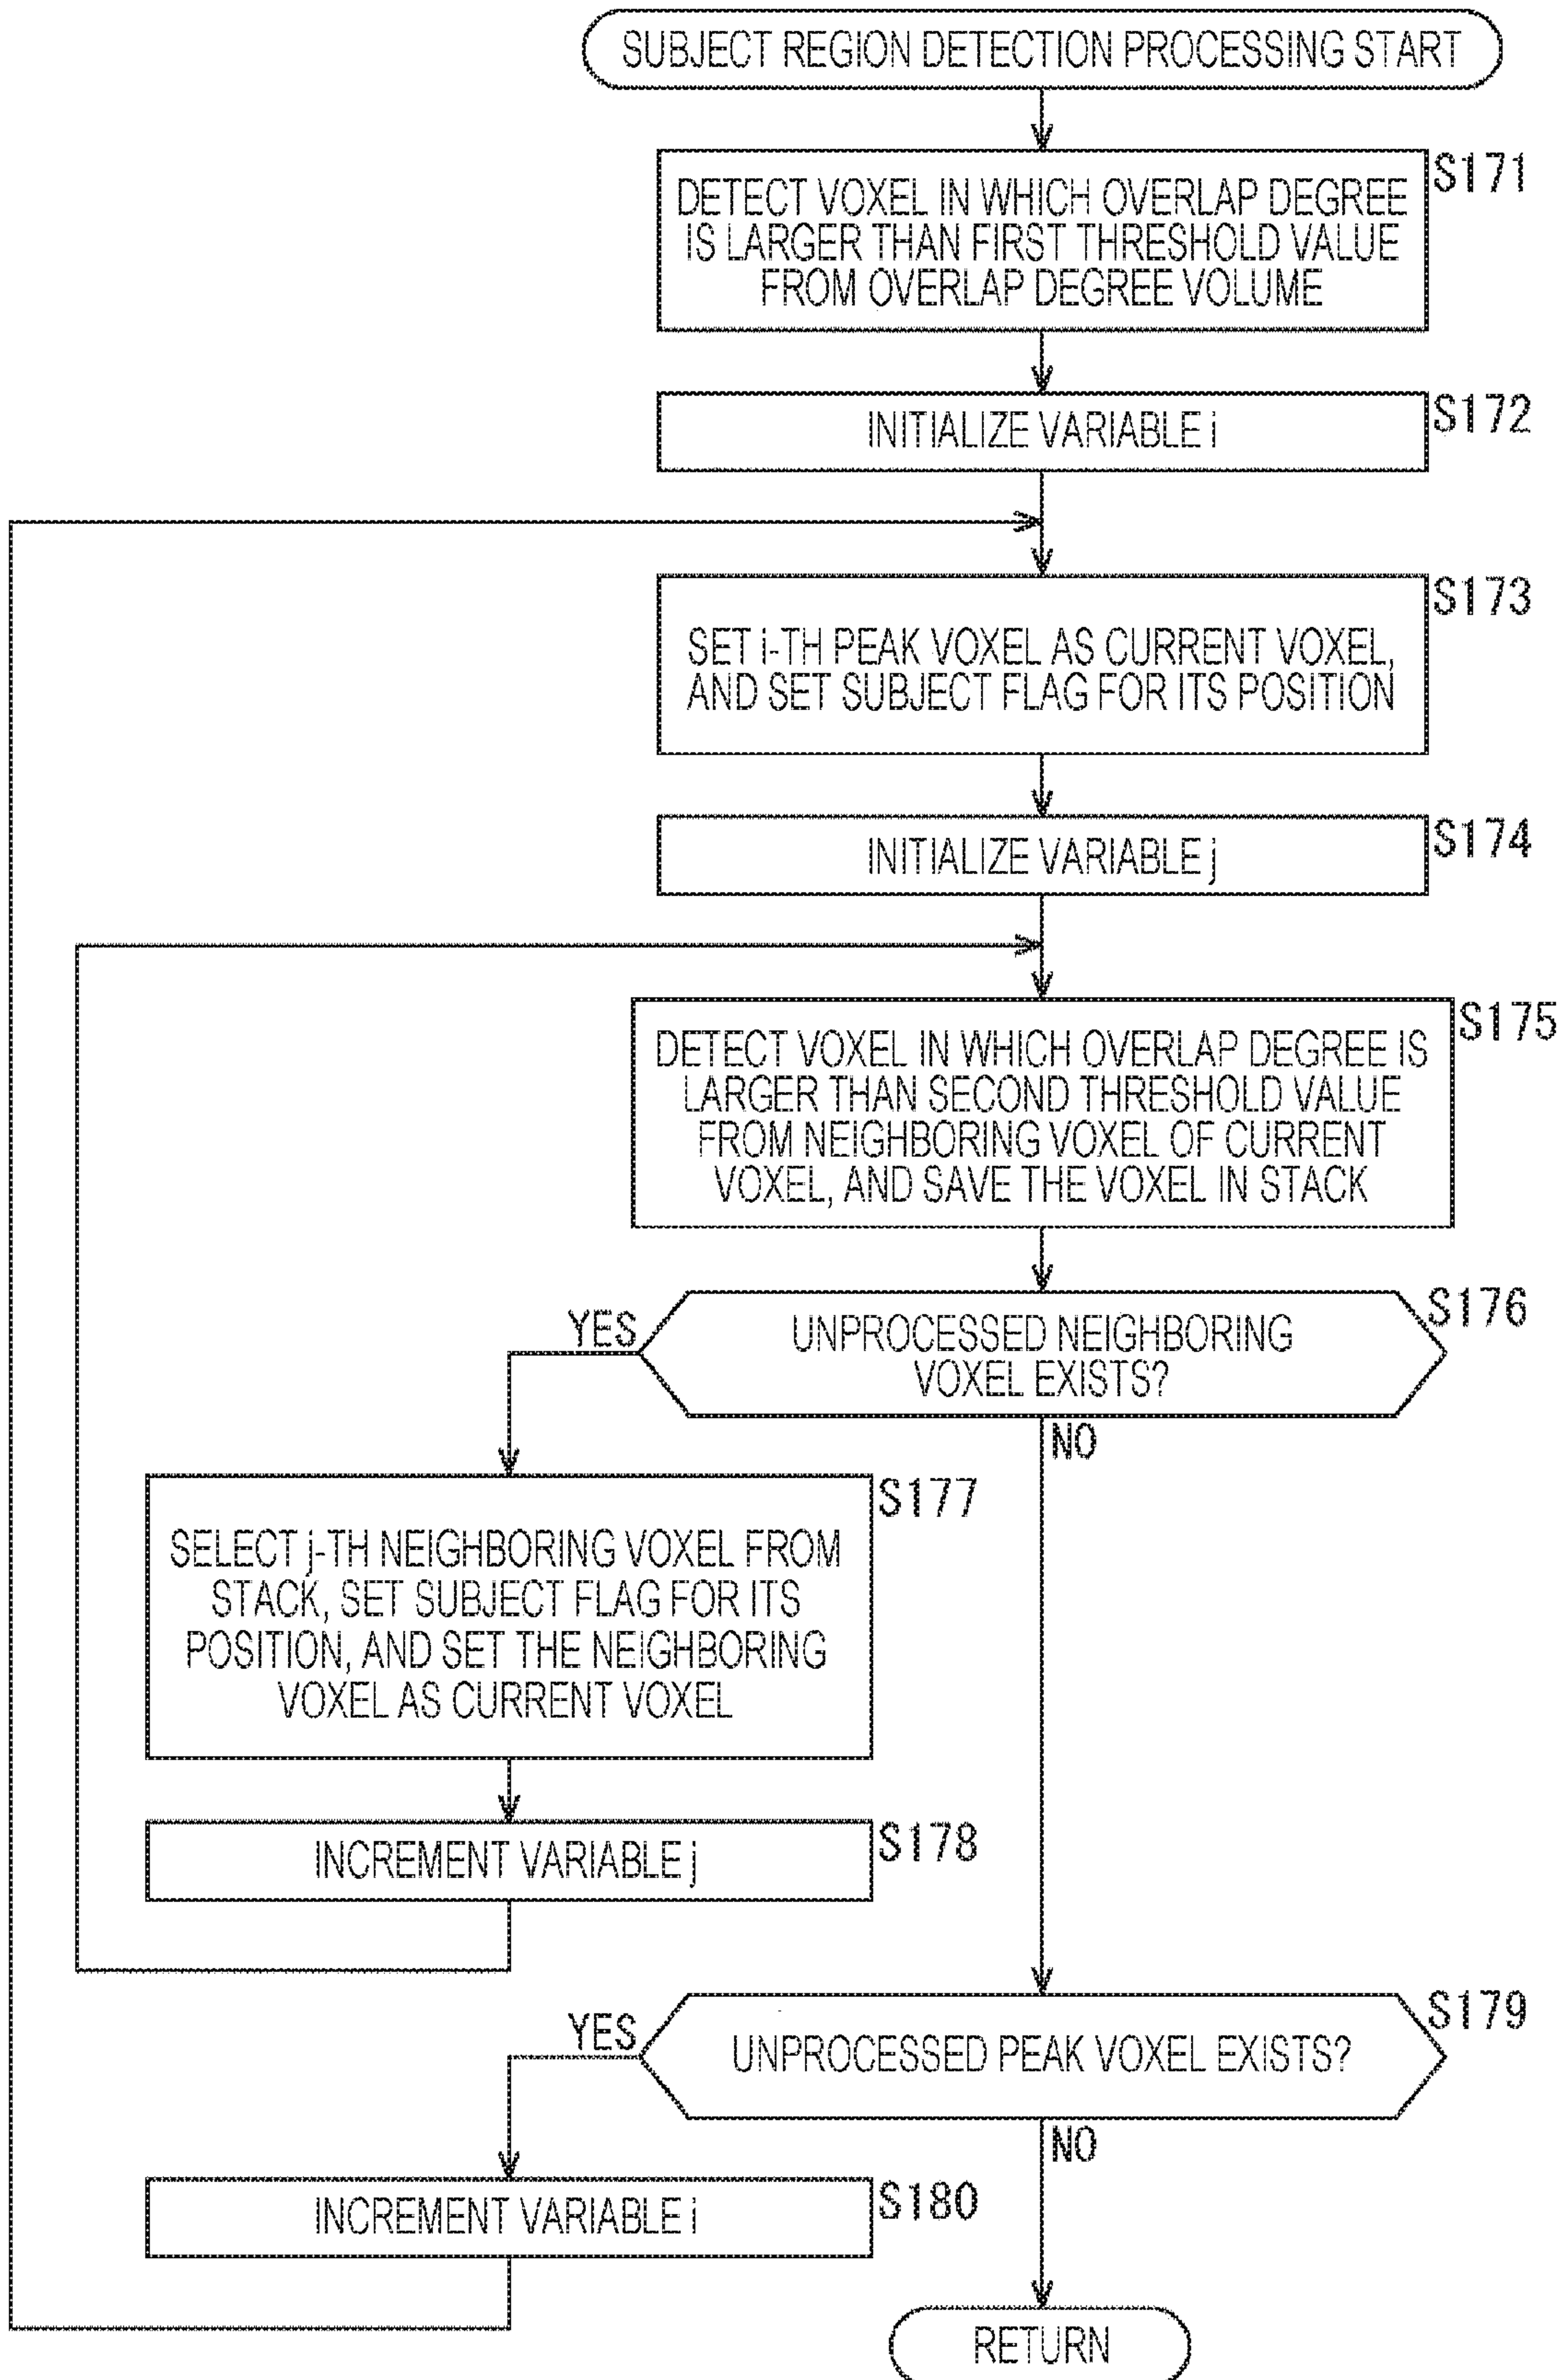 SUBJECT REGION DETECTION PROCESSING START
S171
DETECT VOXEL IN WHICH OVERLAP DEGREE
IS LARGER THAN FIRST THRESHOLD VALUE
FROM OVERLAP DEGREE VOLUME
S172
INITIALIZE VARIABLE i
S173
SET i-TH PEAK VOXEL AS CURRENT VOXEL,
AND SET SUBJECT FLAG FOR ITS POSITION
S174
INITIALIZE VARIABLE j
S175
DETECT VOXEL IN WHICH OVERLAP DEGREE IS
LARGER THAN SECOND THRESHOLD VALUE
FROM NEIGHBORING VOXEL OF CURRENT
VOXEL, AND SAVE THE VOXEL IN STACK
S176
YES
UNPROCESSED NEIGHBORING
VOXEL EXISTS?
NO
S177
SELECT j-TH NEIGHBORING VOXEL FROM
STACK, SET SUBJECT FLAG FOR ITS
POSITION, AND SET THE NEIGHBORING
VOXEL AS CURRENT VOXEL
S178
INCREMENT VARIABLE j
S179
YES
UNPROCESSED PEAK VOXEL EXISTS?
NO
S180
INCREMENT VARIABLE i
RETURN